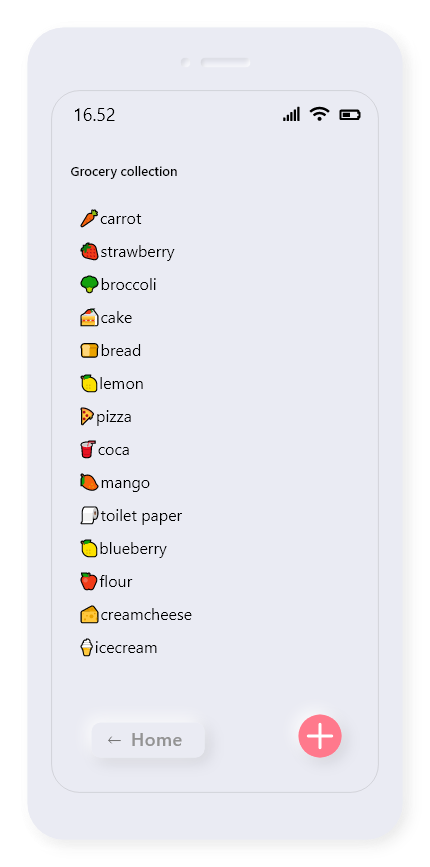 16.52
Grocery collection
carrot
strawberry
broccoli
cake
bread
lemon
pizza
coca
mango
toilet paper
blueberry
flour
creamcheese
icecream
← Home